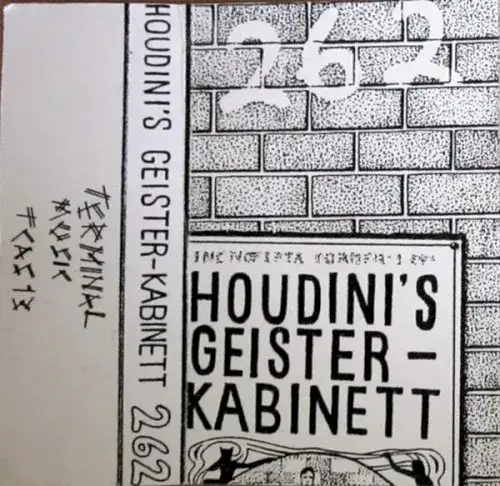 TERMINAL
MUSIK
HOUDINI'S GEISTER-KABINETT 262
262
HOUDINI'S
GEISTER-
KABINETT